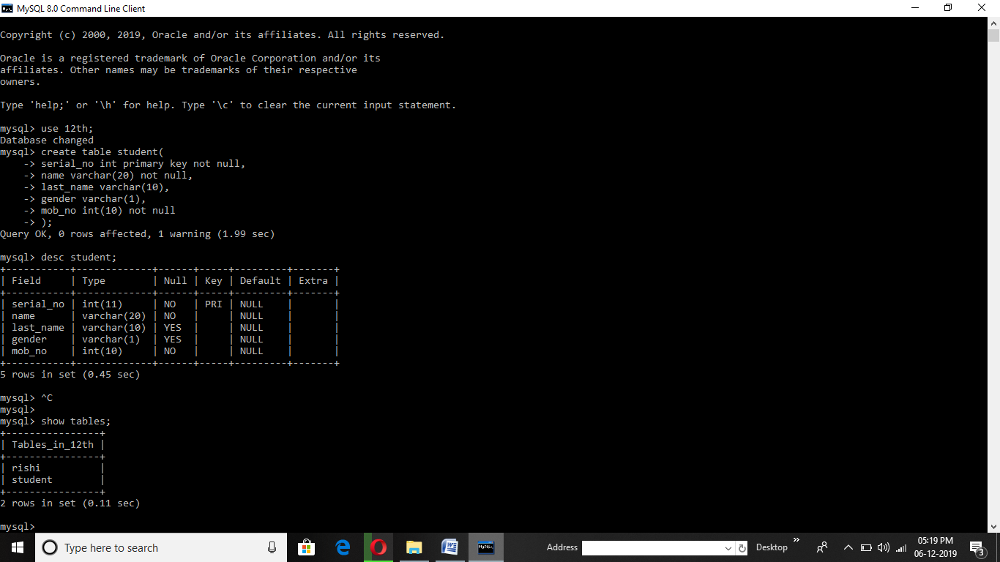 MySQL 8.0 Command Line Client
Copyright (c) 2000, 2019, Oracle and/or its affiliates. All rights reserved.
Oracle is a registered trademark of Oracle Corporation and/or its
affiliates. Other names may be trademarks of their respective
owners.
Type 'help;' or '\h' for help. Type '\c' to clear the current input statement.
mysql> use 12th;
Database changed
mysql> create table student(
    -> serial_no int primary key not null,
    -> name varchar(20) not null,
    -> last_name varchar(10),
    -> gender varchar(1),
    -> mob_no int(10) not null
    -> );
Query OK, 0 rows affected, 1 warning (1.99 sec)
mysql> desc student;
+-----------+-------------+------+-----+---------+-------+
| Field     | Type        | Null | Key | Default | Extra |
+-----------+-------------+------+-----+---------+-------+
| serial_no | int(11)     | NO   | PRI | NULL    |       |
| name      | varchar(20) | NO   |     | NULL    |       |
| last_name | varchar(10) | YES  |     | NULL    |       |
| gender    | varchar(1)  | YES  |     | NULL    |       |
| mob_no    | int(10)     | NO   |     | NULL    |       |
+-----------+-------------+------+-----+---------+-------+
5 rows in set (0.45 sec)
mysql> ^C
mysql>
mysql> show tables;
+----------------+
| Tables_in_12th |
+----------------+
| rishi          |
| student        |
+----------------+
2 rows in set (0.11 sec)
mysql>
Type here to search
MySQL
Address
Desktop
05:19 PM
06-12-2019
3